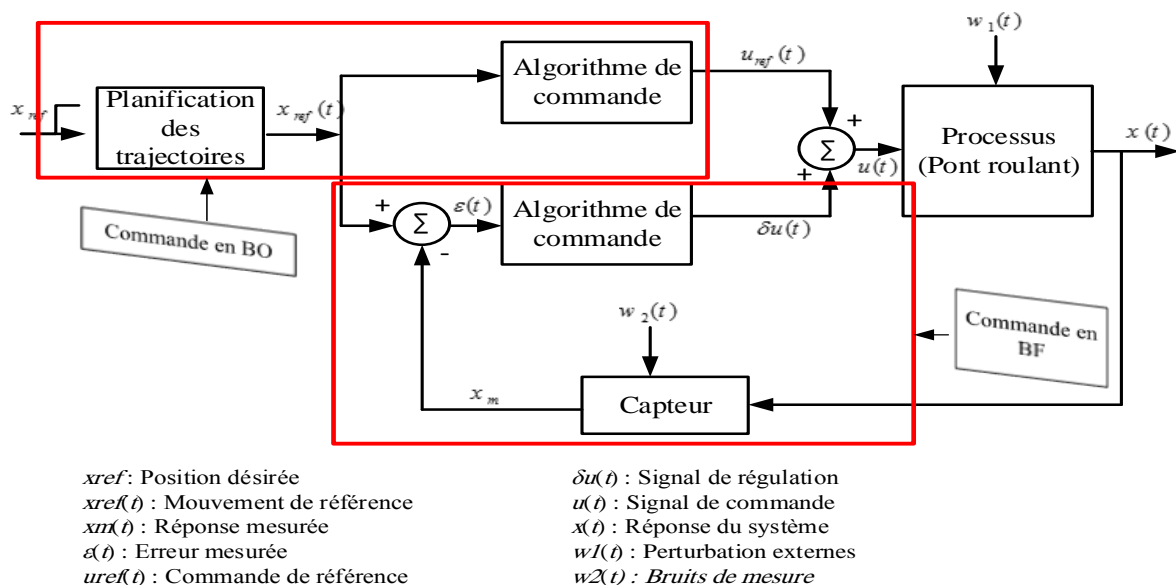 w 1(t)
x ref
Planification
des
trajectoires
x ref (t)
Algorithme de
commande
u ref (t)
+
Σ
+
u(t)
Processus
(Pont roulant)
x(t)
Commande en BO
+
Σ
-
ε(t)
Algorithme de
commande
δu(t)
w 2(t)
Commande en
BF
x m
Capteur
xref : Position désirée
xref(t) : Mouvement de référence
xm(t) : Réponse mesurée
ε(t) : Erreur mesurée
uref(t) : Commande de référence
δu(t) : Signal de régulation
u(t) : Signal de commande
x(t) : Réponse du système
w1(t) : Perturbation externes
w2(t) : Bruits de mesure